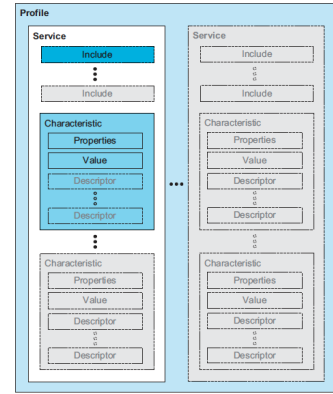 Profile
Service
Include
Include
Characteristic
Properties
Value
Descriptor
Descriptor
Characteristic
Properties
Value
Descriptor
Descriptor
Service
Include
Include
Characteristic
Properties
Value
Descriptor
Descriptor
Characteristic
Properties
Value
Descriptor
Descriptor